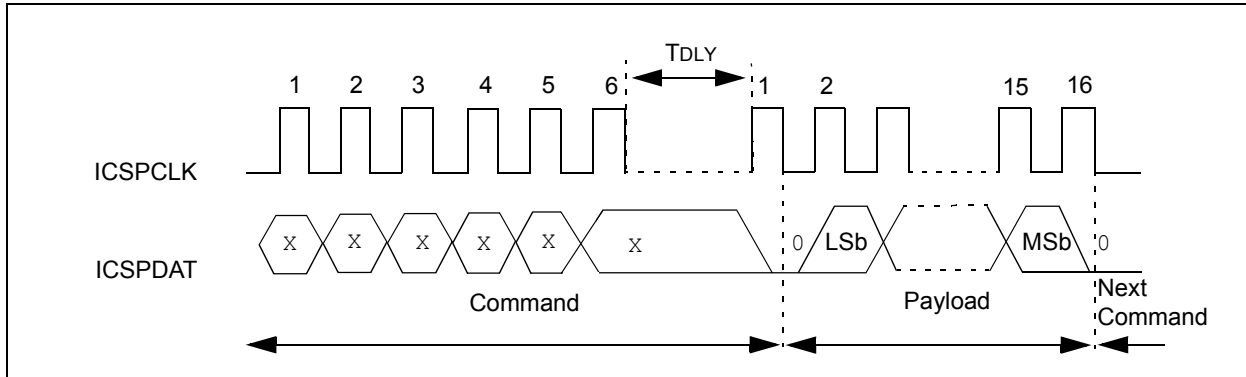 TDLY
1 2 3 4 5 6 1 2 15 16
ICSPCLK
X X X X X X 0 LSb MSb 0
ICSPDAT
Command Payload Next
Command